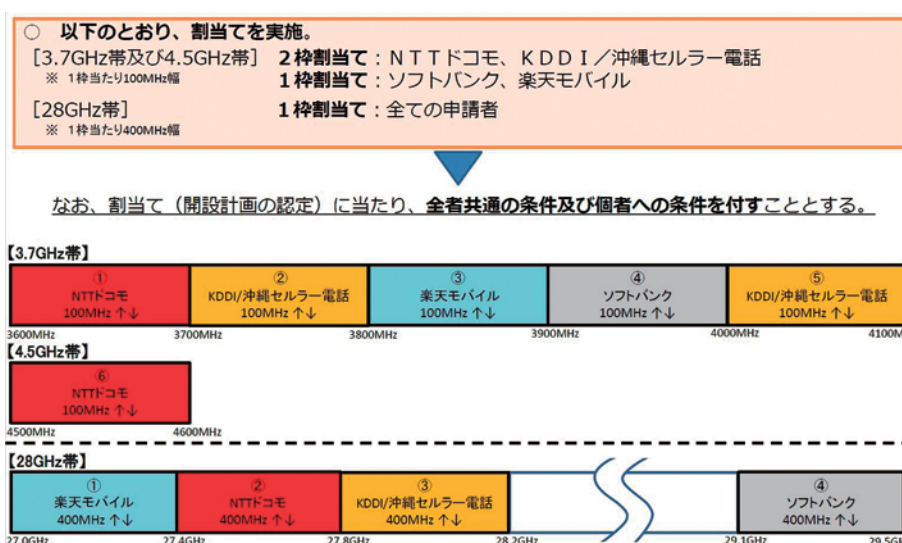 ○ 以下のとおり、割当てを実施。
[3.7GHz帯及び4.5GHz帯] 2枠割当て：ＮＴＴドコモ、ＫＤＤＩ／沖縄セルラー電話
※ 1枠当たり100MHz幅 1枠割当て：ソフトバンク、楽天モバイル
[28GHz帯] 1枠割当て：全ての申請者
※ 1枠当たり400MHz幅
なお、割当て（開設計画の認定）に当たり、全者共通の条件及び個者への条件を付すこととする。
【3.7GHz帯】
① ② ③ ④ ⑤
NTTドコモ KDDI/沖縄セルラー電話 楽天モバイル ソフトバンク KDDI/沖縄セルラー電話
100MHz ↑↓ 100MHz ↑↓ 100MHz ↑↓ 100MHz ↑↓ 100MHz ↑↓
3600MHz 3700MHz 3800MHz 3900MHz 4000MHz 4100M
【4.5GHz帯】
⑥
NTTドコモ
100MHz ↑↓
4500MHz 4600MHz
【28GHz帯】
① ② ③ ④
楽天モバイル NTTドコモ KDDI/沖縄セルラー電話 ソフトバンク
400MHz ↑↓ 400MHz ↑↓ 400MHz ↑↓ 400MHz ↑↓
27.0GHz 27.4GHz 27.8GHz 28.2GHz 29.1GHz 29.5G